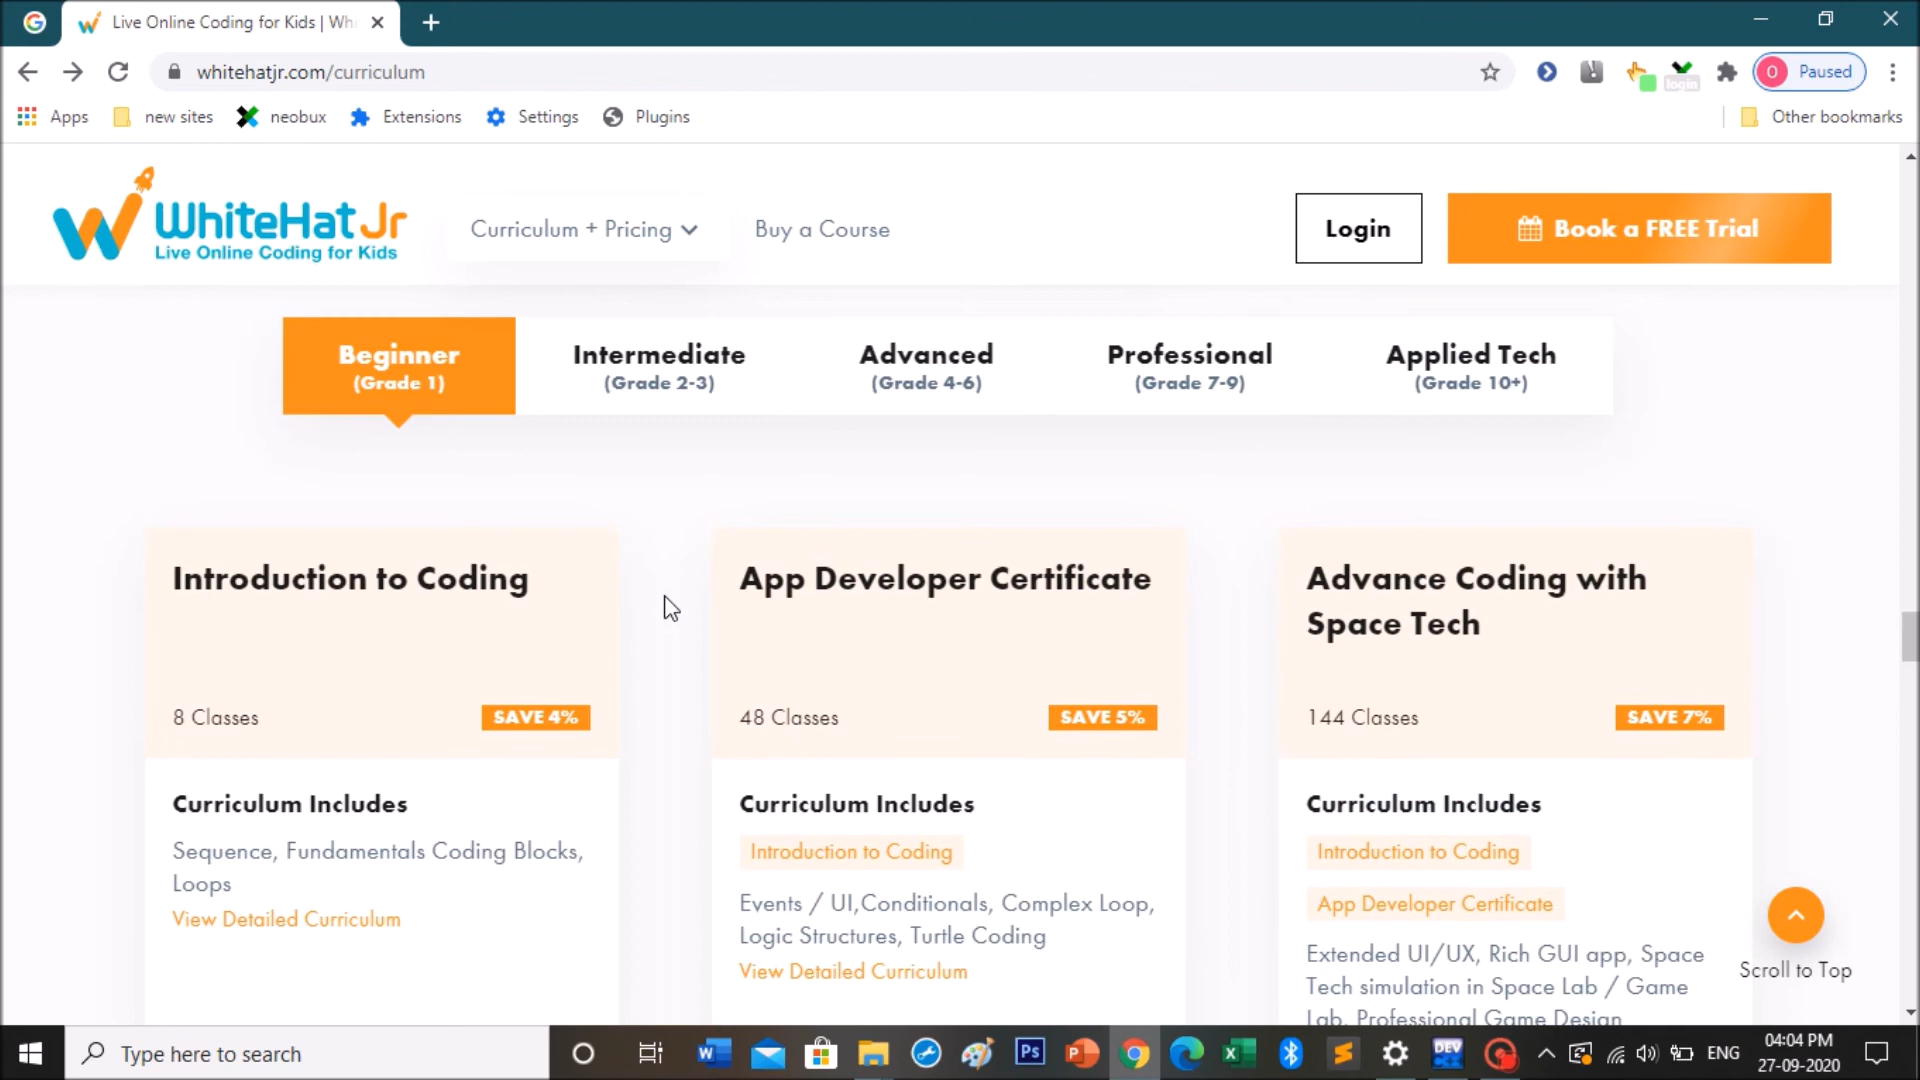 Live Online Coding for Kids | Wh
whitehatjr.com/curriculum
login
O Paused
Apps new sites neobux Extensions Settings Plugins Other bookmarks
WhiteHat Jr
Live Online Coding for Kids
Curriculum + Pricing
Buy a Course
Login
Book a FREE Trial
Beginner
(Grade 1)
Intermediate
(Grade 2-3)
Advanced
(Grade 4-6)
Professional
(Grade 7-9)
Applied Tech
(Grade 10+)
Introduction to Coding
8 Classes
SAVE 4%
Curriculum Includes
Sequence, Fundamentals Coding Blocks,
Loops
View Detailed Curriculum
App Developer Certificate
48 Classes
SAVE 5%
Curriculum Includes
Introduction to Coding
Events / UI,Conditionals, Complex Loop,
Logic Structures, Turtle Coding
View Detailed Curriculum
Advance Coding with
Space Tech
144 Classes
SAVE 7%
Curriculum Includes
Introduction to Coding
App Developer Certificate
Extended UI/UX, Rich GUI app, Space
Tech simulation in Space Lab / Game
Lab, Professional Game Design
Scroll to Top
Type here to search
Ps
DEV
ENG
04:04 PM
27-09-2020